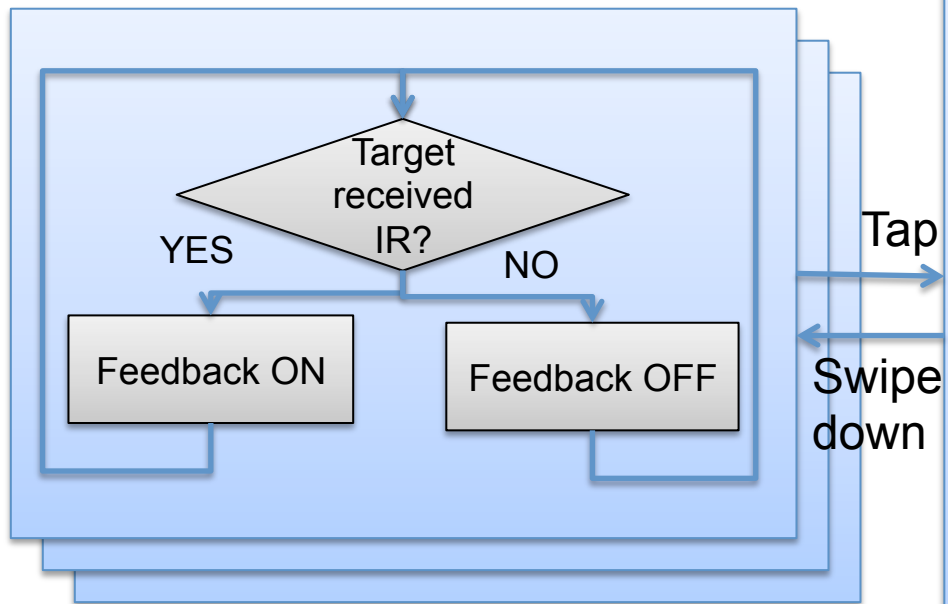 Target
received
IR?
YES
NO
Feedback ON
Feedback OFF
Tap
Swipe
down